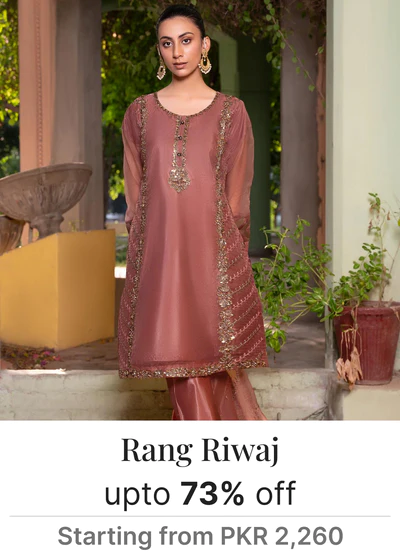 Rang Riwaj
upto 73% off
Starting from PKR 2,260